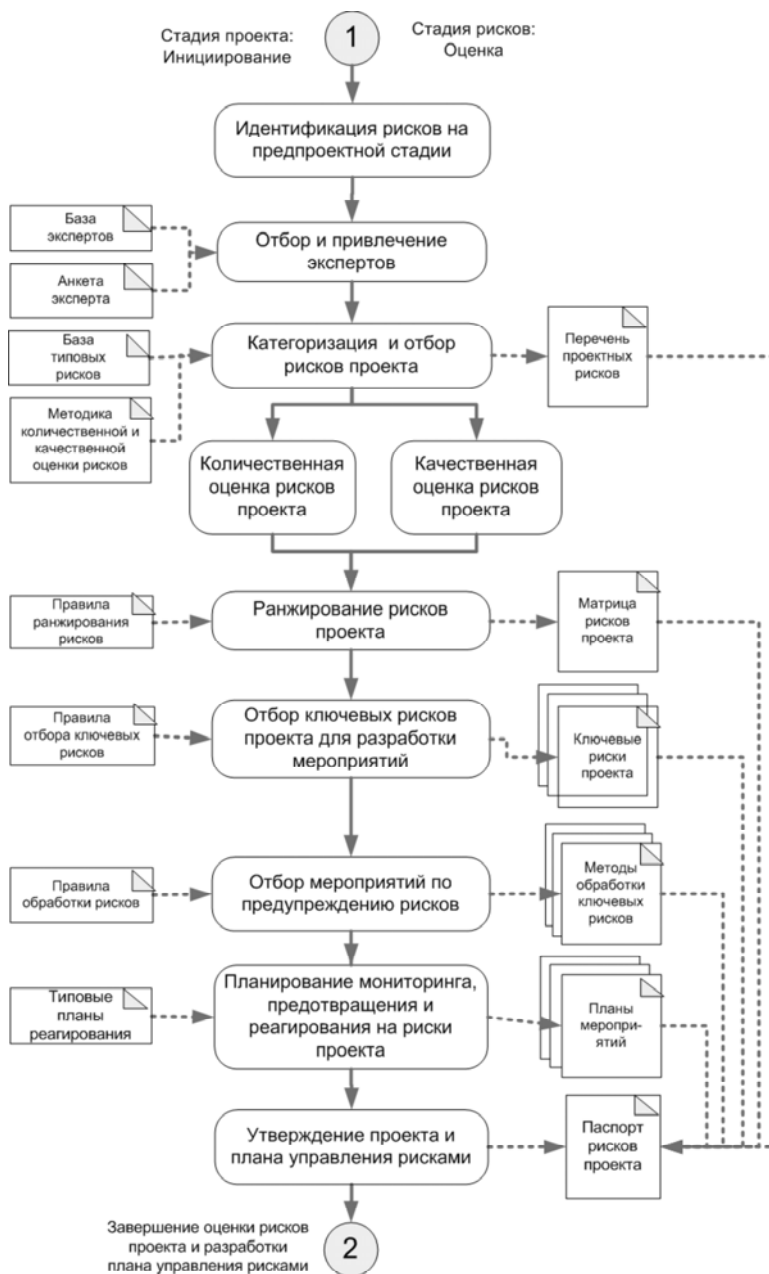 Стадия проекта:
Инициирование
1
Стадия рисков:
Оценка
Идентификация рисков на
предпроектной стадии
База
экспертов
Анкета
эксперта
Отбор и привлечение
экспертов
База
типовых
рисков
Методика
количественной и
качественной
оценки рисков
Категоризация и отбор
рисков проекта
Перечень
проектных
рисков
Количественная
оценка рисков
проекта
Качественная
оценка рисков
проекта
Правила
ранжирования
рисков
Ранжирование рисков
проекта
Матрица
рисков
проекта
Правила
отбора ключевых
рисков
Отбор ключевых рисков
проекта для разработки
мероприятий
Ключевые
риски
проекта
Правила
обработки рисков
Отбор мероприятий по
предупреждению рисков
Методы
обработки
ключевых
рисков
Типовые
планы
реагирования
Планирование мониторинга,
предотвращения и
реагирования на риски
проекта
Планы
меропри-
ятий
Утверждение проекта и
плана управления рисками
Паспорт
рисков
проекта
Завершение оценки рисков
проекта и разработки
плана управления рисками
2